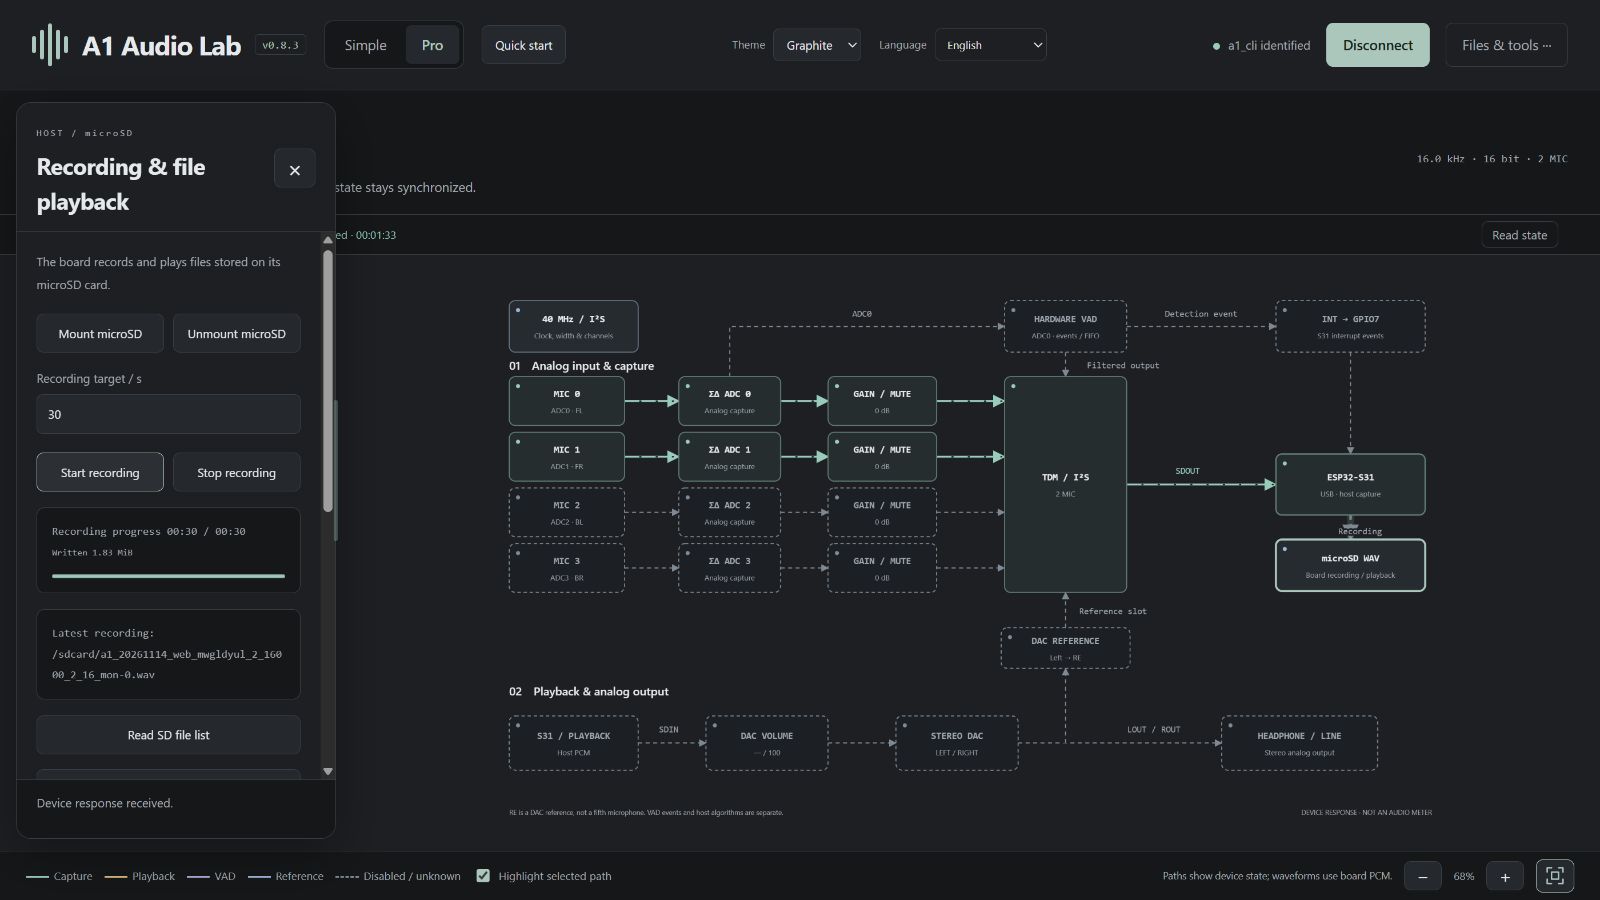 A1 Audio Lab
v0.8.3
Simple
Pro
Quick start
Theme
Graphite
Language
English
a1_cli identified
Disconnect
Files & tools ···
HOST / microSD
Recording & file
playback
×
16.0 kHz · 16 bit · 2 MIC
state stays synchronized.
ed · 00:01:33
Read state
The board records and plays files stored on its
microSD card.
Mount microSD
Unmount microSD
Recording target / s
30
Start recording
Stop recording
Recording progress 00:30 / 00:30
Written 1.83 MiB
Latest recording:
/sdcard/a1_20261114_web_mwgldyul_2_160
00_2_16_mon-0.wav
Read SD file list
Device response received.
40 MHz / I²S
Clock, width & channels
ADC0
HARDWARE VAD
ADC0 · events / FIFO
Detection event
INT → GPIO7
S31 interrupt events
01 Analog input & capture
Filtered output
MIC 0
ADC0 · FL
ΣΔ ADC 0
Analog capture
GAIN / MUTE
0 dB
MIC 1
ADC1 · FR
ΣΔ ADC 1
Analog capture
GAIN / MUTE
0 dB
MIC 2
ADC2 · BL
ΣΔ ADC 2
Analog capture
GAIN / MUTE
0 dB
MIC 3
ADC3 · BR
ΣΔ ADC 3
Analog capture
GAIN / MUTE
0 dB
TDM / I²S
2 MIC
SDOUT
ESP32-S31
USB · host capture
Recording
microSD WAV
Board recording / playback
Reference slot
DAC REFERENCE
Left → RE
02 Playback & analog output
S31 / PLAYBACK
Host PCM
SDIN
DAC VOLUME
— / 100
STEREO DAC
LEFT / RIGHT
LOUT / ROUT
HEADPHONE / LINE
Stereo analog output
RE is a DAC reference, not a fifth microphone. VAD events and host algorithms are separate.
DEVICE RESPONSE · NOT AN AUDIO METER
Capture
Playback
VAD
Reference
Disabled / unknown
Highlight selected path
Paths show device state; waveforms use board PCM.
−
68%
+